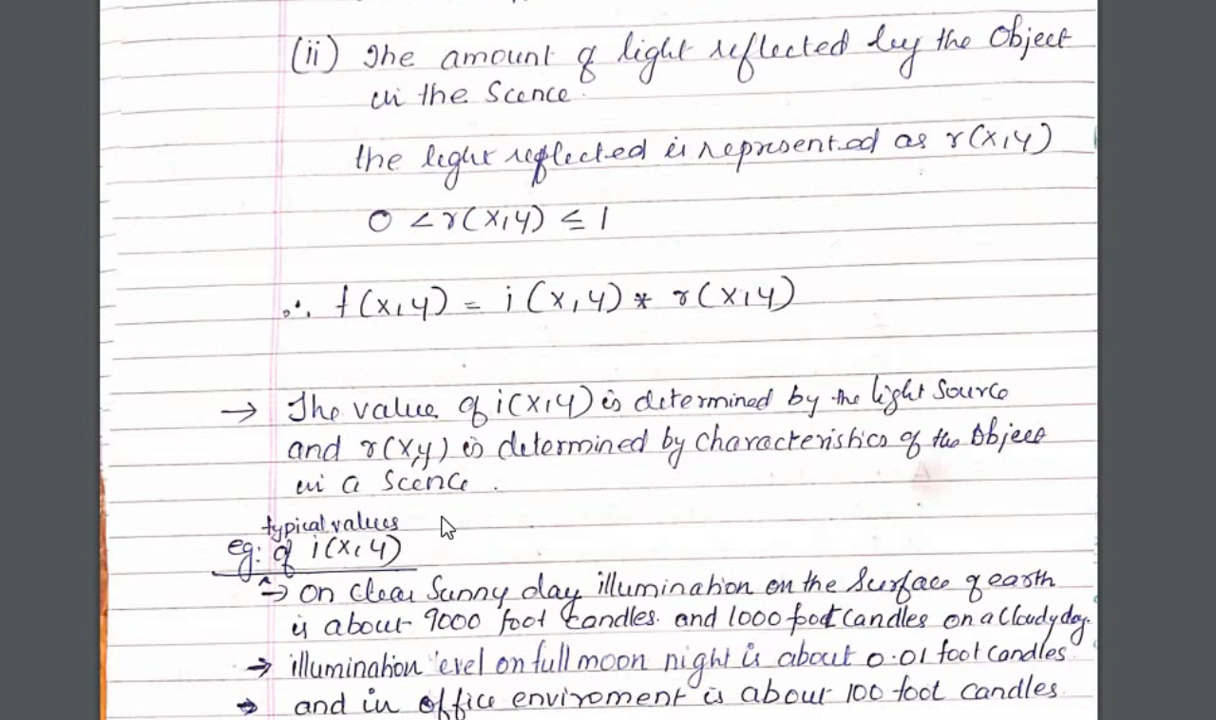 (ii) The amount of light reflected by the Object
in the Scence.
the light reflected is represented as r(x,y)
0 < r(x,y) ≤ 1
∴ f(x,y) = i(x,y) * r(x,y)
→ The value of i(x,y) is determined by the light Source
and r(x,y) is determined by characteristics of the Object
in a Scence.
typical values
eg: of i(x,y)
→ on clear Sunny day illumination on the Surface of earth
is about 9000 foot candles. and 1000 foot candles on a cloudy day.
→ illumination level on full moon night is about 0.01 foot candles
→ and in office enviroment is about 100 foot candles.